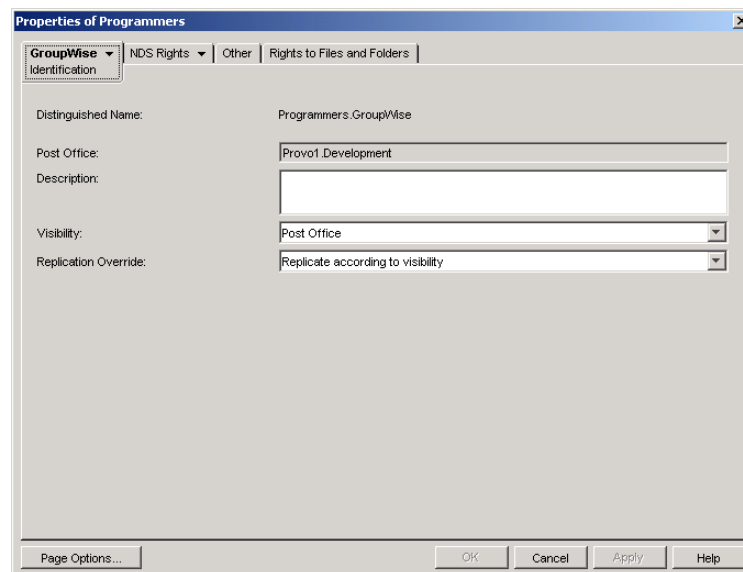 Properties of Programmers
GroupWise NDS Rights Other Rights to Files and Folders
Identification
Distinguished Name: Programmers.GroupWise
Post Office: Provo1.Development
Description:
Visibility: Post Office
Replication Override: Replicate according to visibility
Page Options... OK Cancel Apply Help